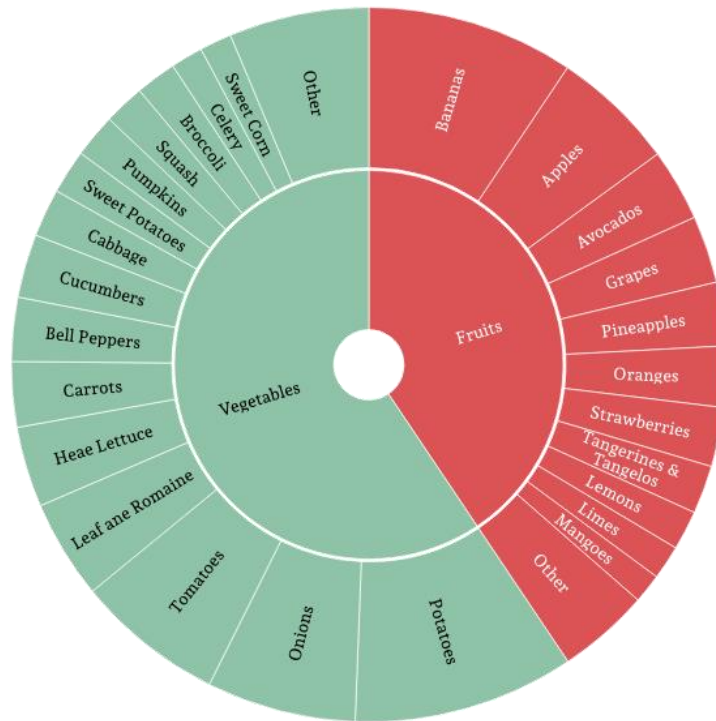 Fruits
Bananas
Apples
Avocados
Grapes
Pineapples
Oranges
Strawberries
Tangerines &
Tangelos
Lemons
Limes
Mangoes
Other
Vegetables
Potatoes
Onions
Tomatoes
Leaf ane Romaine
Heae Lettuce
Carrots
Bell Peppers
Cucumbers
Cabbage
Sweet Potatoes
Pumpkins
Squash
Broccoli
Celery
Sweet Corn
Other